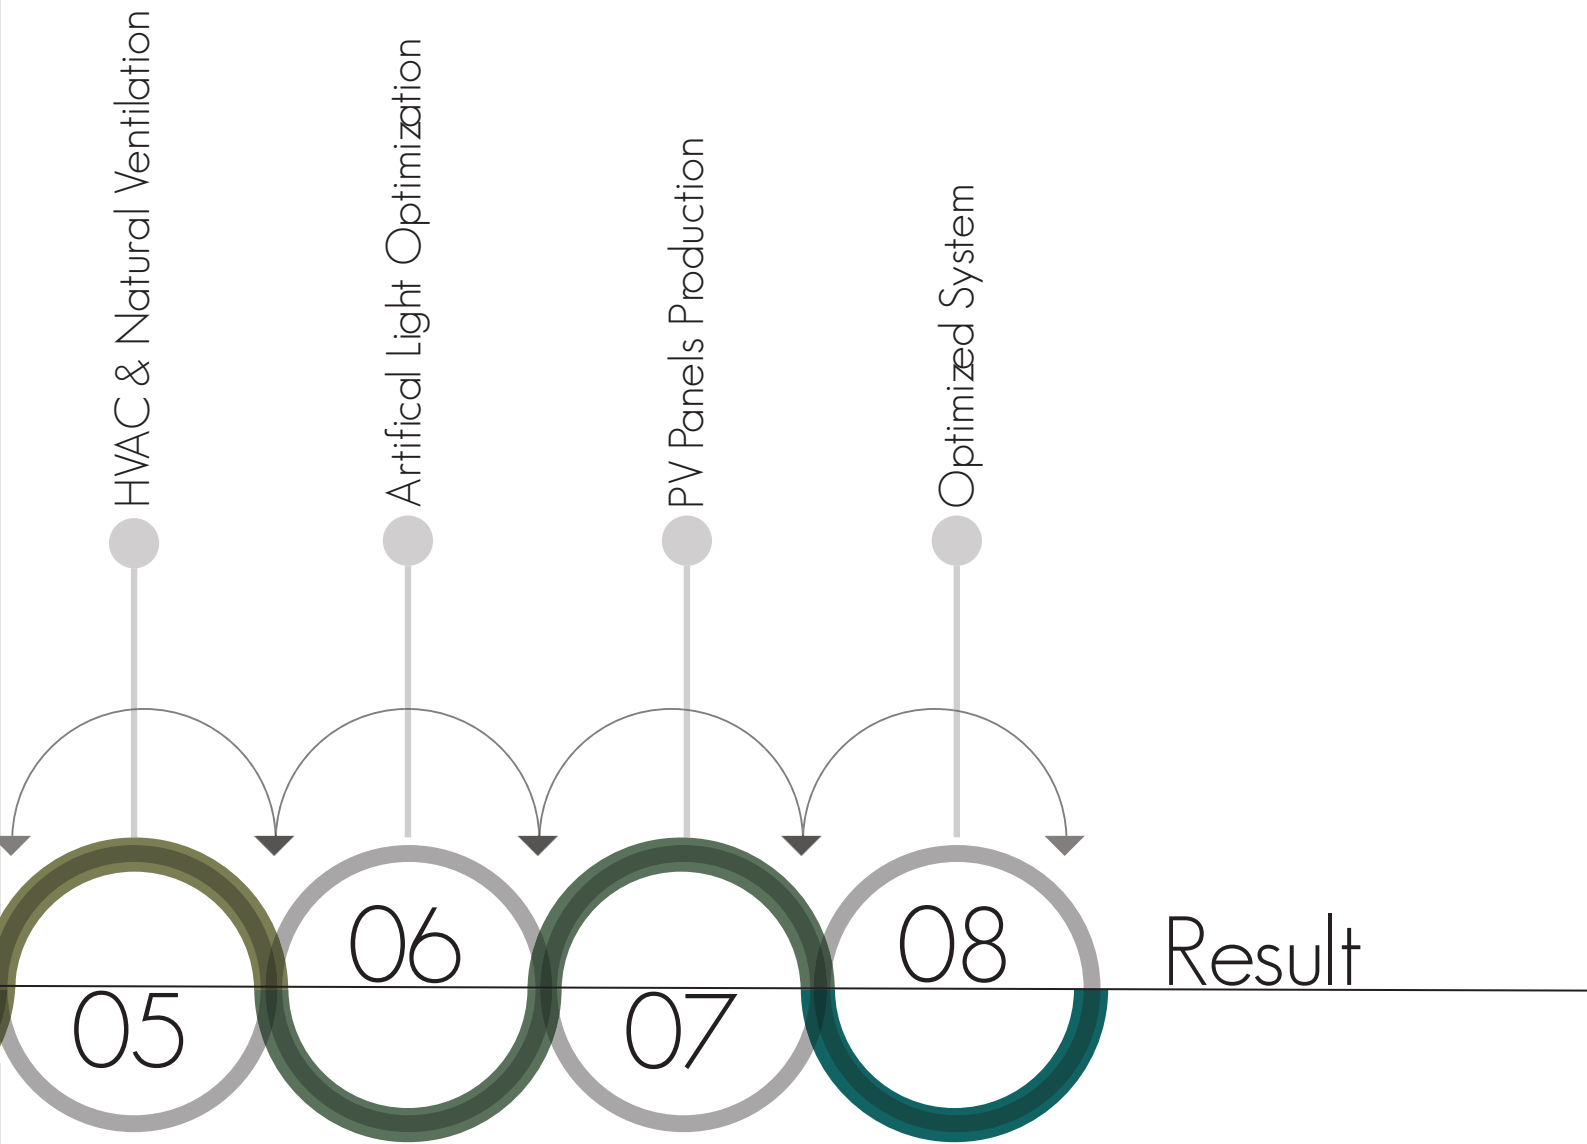 HVAC & Natural Ventilation
Artifical Light Optimization
PV Panels Production
Optimized System
05
06
07
08
Result